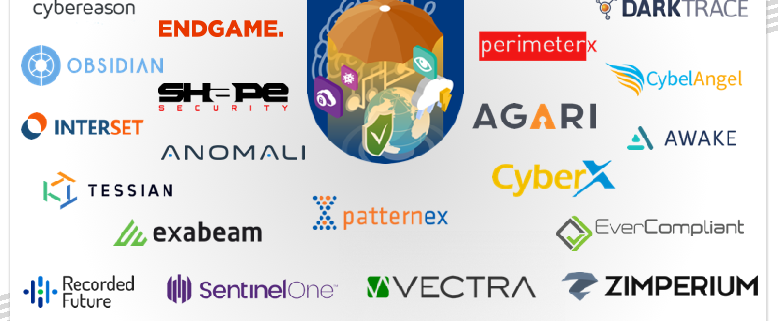 cybereason
ENDGAME.
DARKTRACE
perimeterx
OBSIDIAN
CybelAngel
SHAPE
SECURITY
AGARI
INTERSET
AWAKE
ANOMALI
CyberX
TESSIAN
patternex
exabeam
EverCompliant
Recorded
Future
SentinelOne
VECTRA
ZIMPERIUM